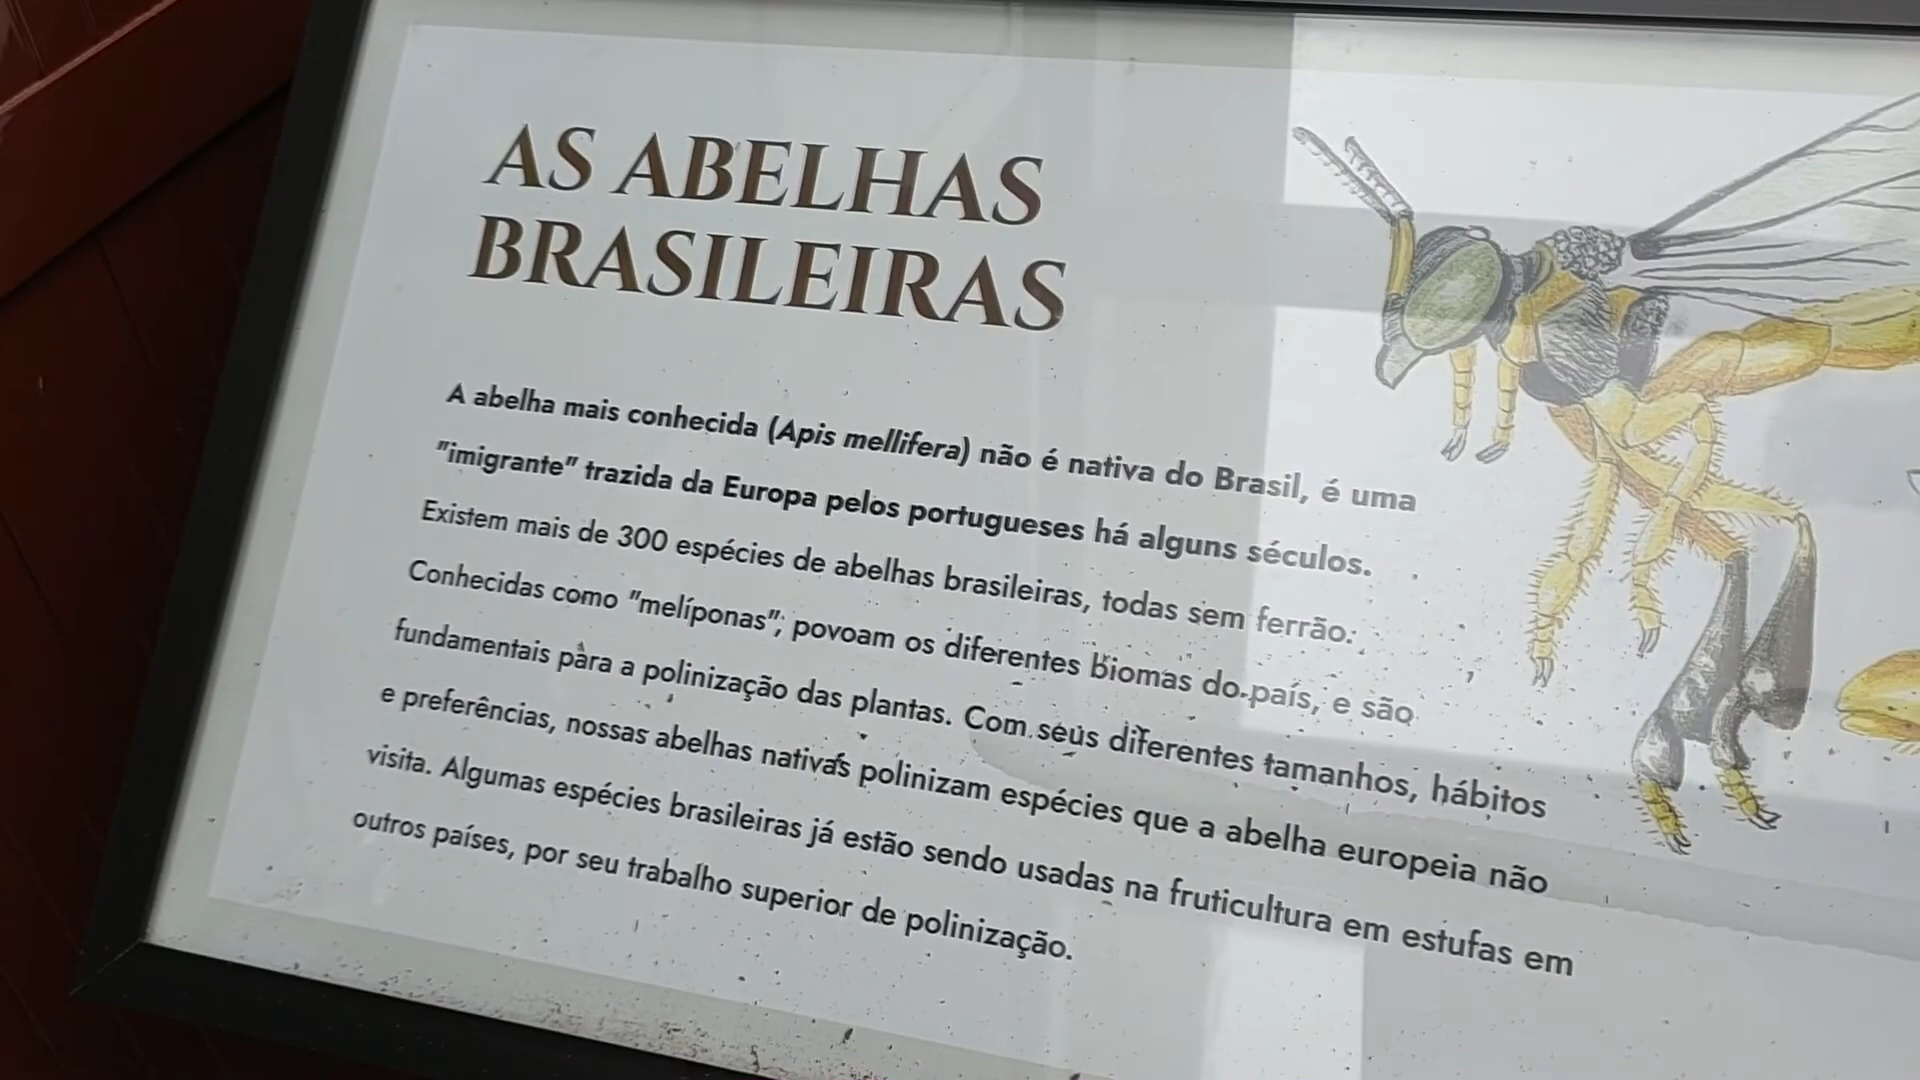 AS ABELHAS
BRASILEIRAS
A abelha mais conhecida (Apis mellifera) não é nativa do Brasil, é uma
"imigrante" trazida da Europa pelos portugueses há alguns séculos.
Existem mais de 300 espécies de abelhas brasileiras, todas sem ferrão.
Conhecidas como "melíponas", povoam os diferentes biomas do país, e são
fundamentais para a polinização das plantas. Com seus diferentes tamanhos, hábitos
e preferências, nossas abelhas nativas polinizam espécies que a abelha europeia não
visita. Algumas espécies brasileiras já estão sendo usadas na fruticultura em estufas em
outros países, por seu trabalho superior de polinização.